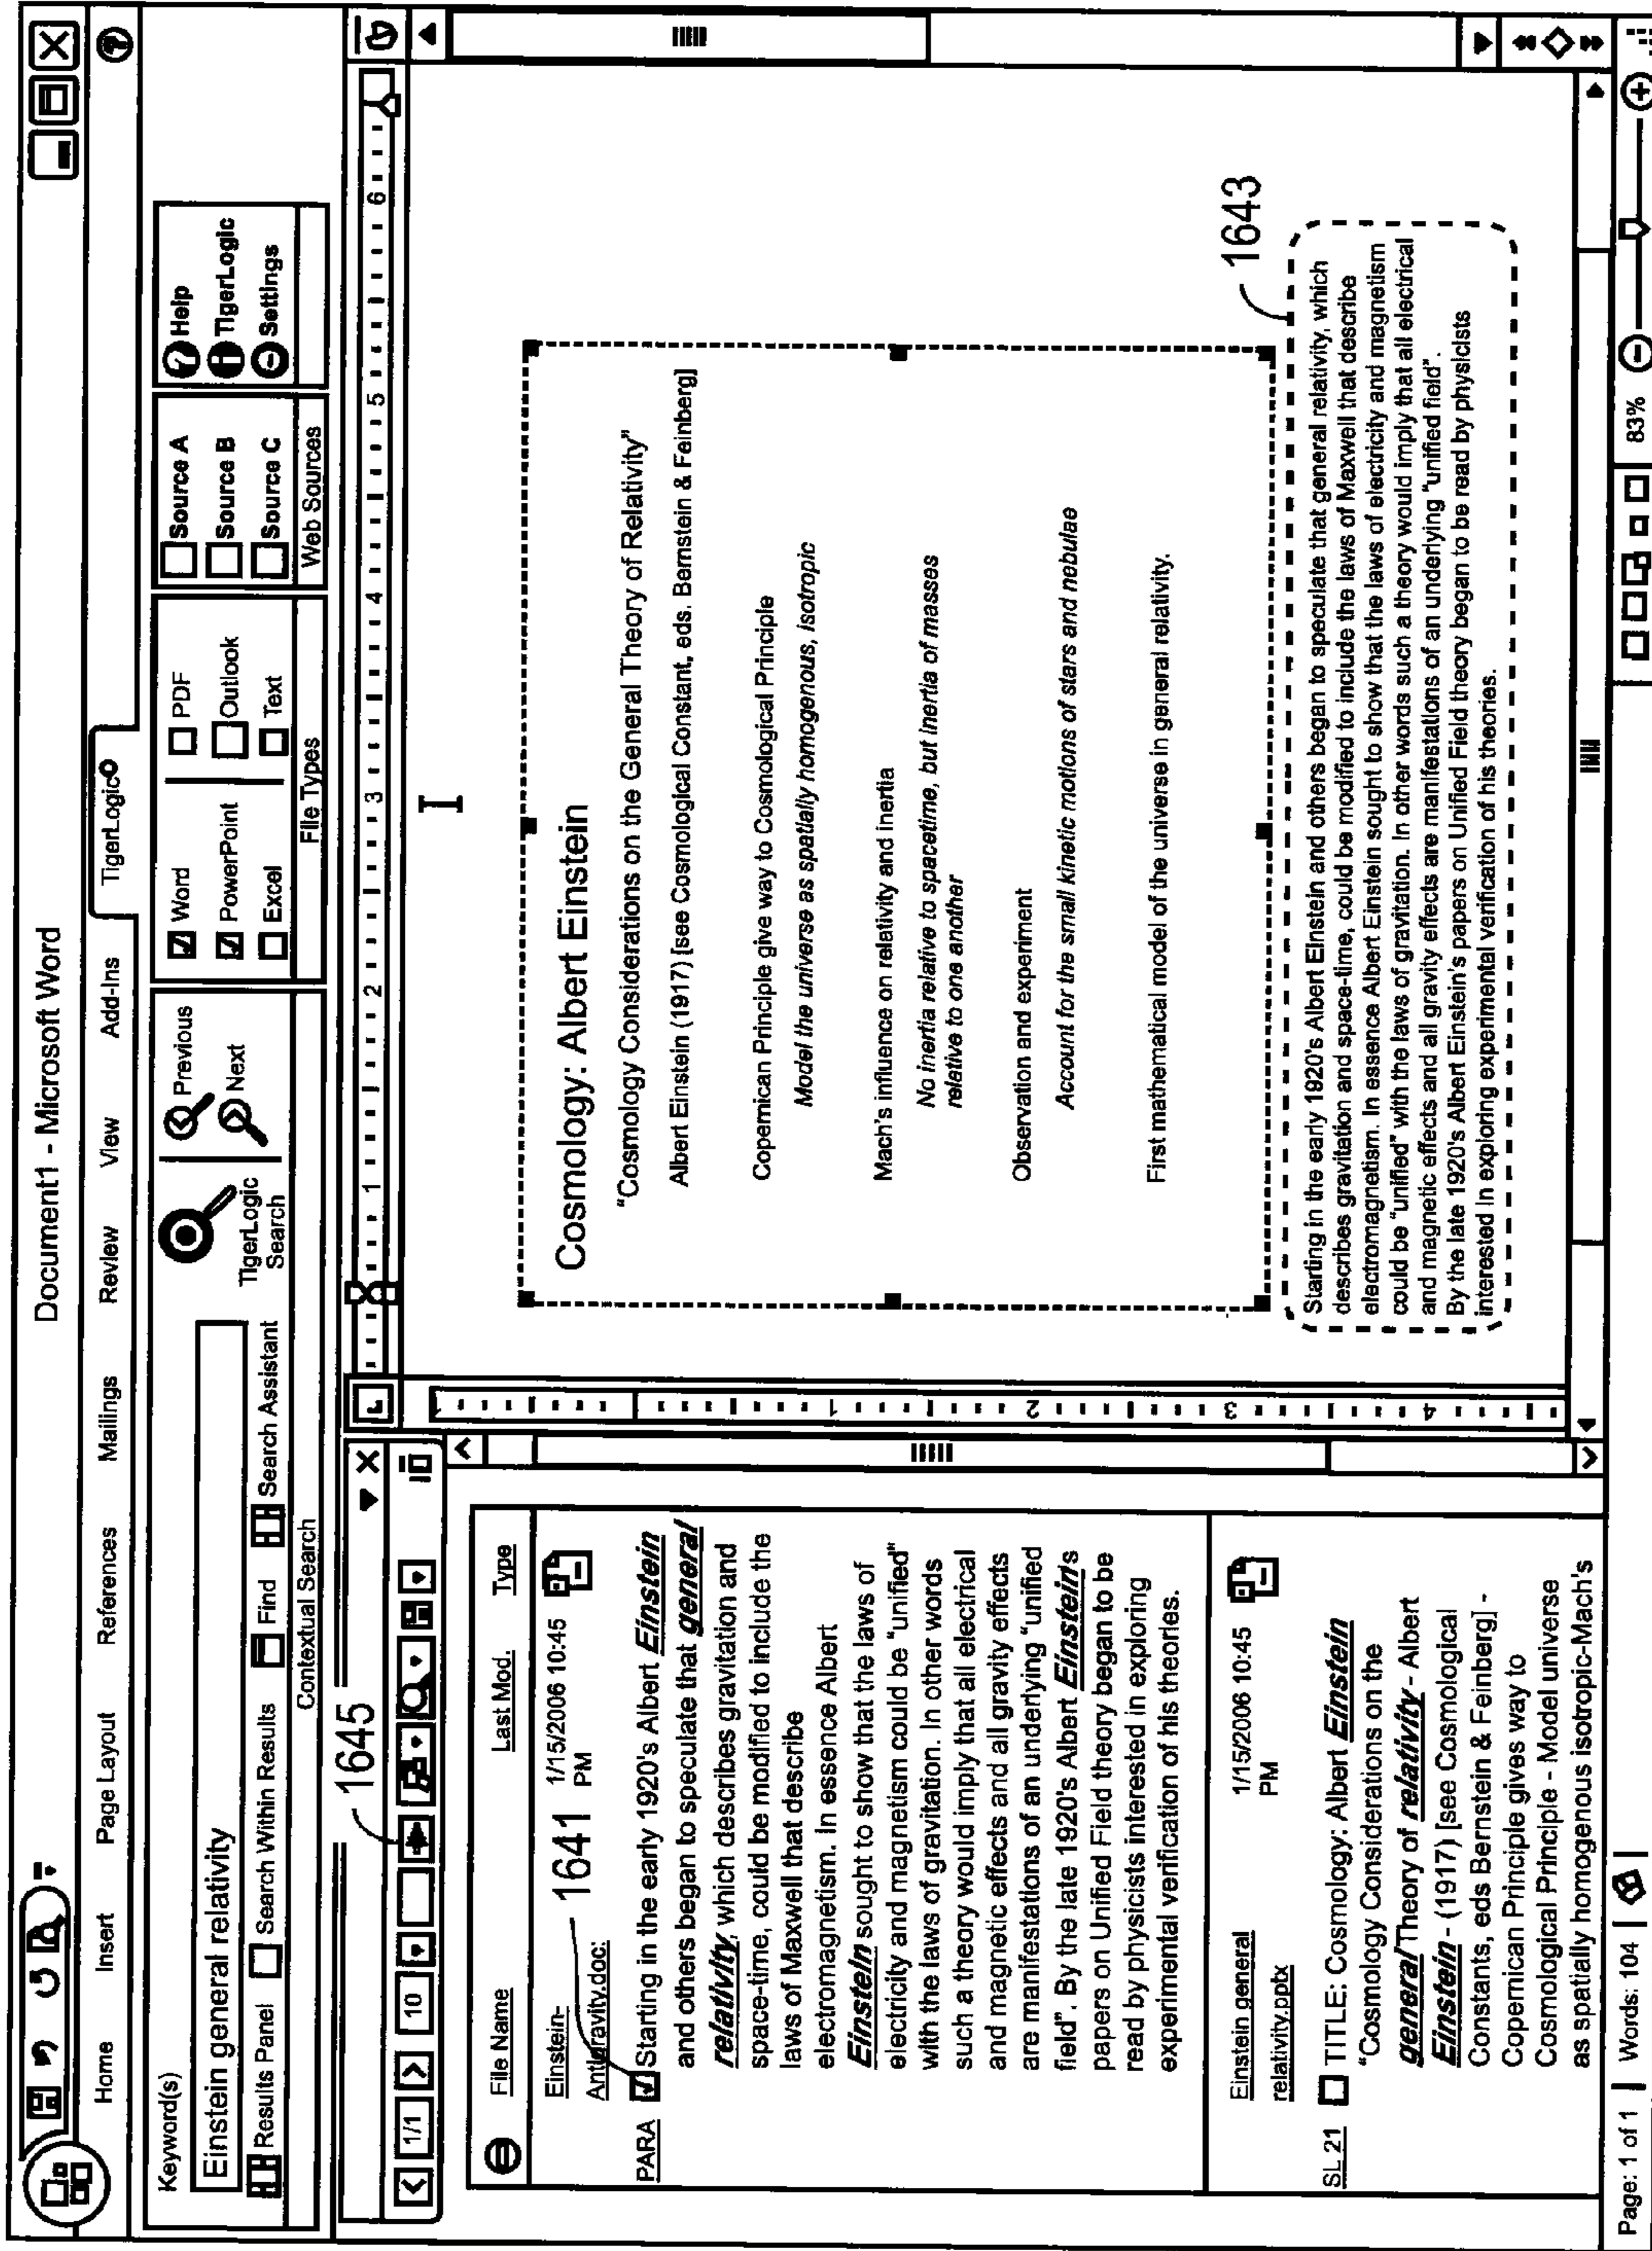 Document1 - Microsoft Word
Home Insert Page Layout References Mailings Review View Add-Ins TigerLogic
Keyword(s)
Einstein general relativity
Results Panel Search Within Results Find Search Assistant
Contextual Search
TigerLogic
Search
Previous
Next
Word
PowerPoint
Excel
PDF
Outlook
Text
File Types
Source A
Source B
Source C
Web Sources
Help
TigerLogic
Settings
1645
1/1 10
File Name Last Mod. Type
Einstein-
Antigravity.doc:
1641
1/15/2006 10:45
PM
PARA Starting in the early 1920's Albert Einstein
and others began to speculate that general
relativity, which describes gravitation and
space-time, could be modified to include the
laws of Maxwell that describe
electromagnetism. In essence Albert
Einstein sought to show that the laws of
electricity and magnetism could be "unified"
with the laws of gravitation. In other words
such a theory would imply that all electrical
and magnetic effects and all gravity effects
are manifestations of an underlying "unified
field". By the late 1920's Albert Einstein's
papers on Unified Field theory began to be
read by physicists interested in exploring
experimental verification of his theories.
Einstein general
relativity.ppbx
1/15/2006 10:45
PM
SL 21 TITLE: Cosmology: Albert Einstein
"Cosmology Considerations on the
general Theory of relativity - Albert
Einstein - (1917) [see Cosmological
Constants, eds Bernstein & Feinberg] -
Copernican Principle gives way to
Cosmological Principle - Model universe
as spatially homogenous isotropic-Mach's
L 1 2 3 4 5 6
1
2
3
4
Cosmology: Albert Einstein
"Cosmology Considerations on the General Theory of Relativity"
Albert Einstein (1917) [see Cosmological Constant, eds. Bernstein & Feinberg]
Copernican Principle give way to Cosmological Principle
Model the universe as spatially homogenous, isotropic
Mach's influence on relativity and inertia
No inertia relative to spacetime, but inertia of masses
relative to one another
Observation and experiment
Account for the small kinetic motions of stars and nebulae
First mathematical model of the universe in general relativity.
1643
Starting in the early 1920's Albert Einstein and others began to speculate that general relativity, which
describes gravitation and space-time, could be modified to include the laws of Maxwell that describe
electromagnetism. In essence Albert Einstein sought to show that the laws of electricity and magnetism
could be "unified" with the laws of gravitation. In other words such a theory would imply that all electrical
and magnetic effects and all gravity effects are manifestations of an underlying "unified field".
By the late 1920's Albert Einstein's papers on Unified Field theory began to be read by physicists
interested in exploring experimental verification of his theories.
Page: 1 of 1 Words: 104 83%